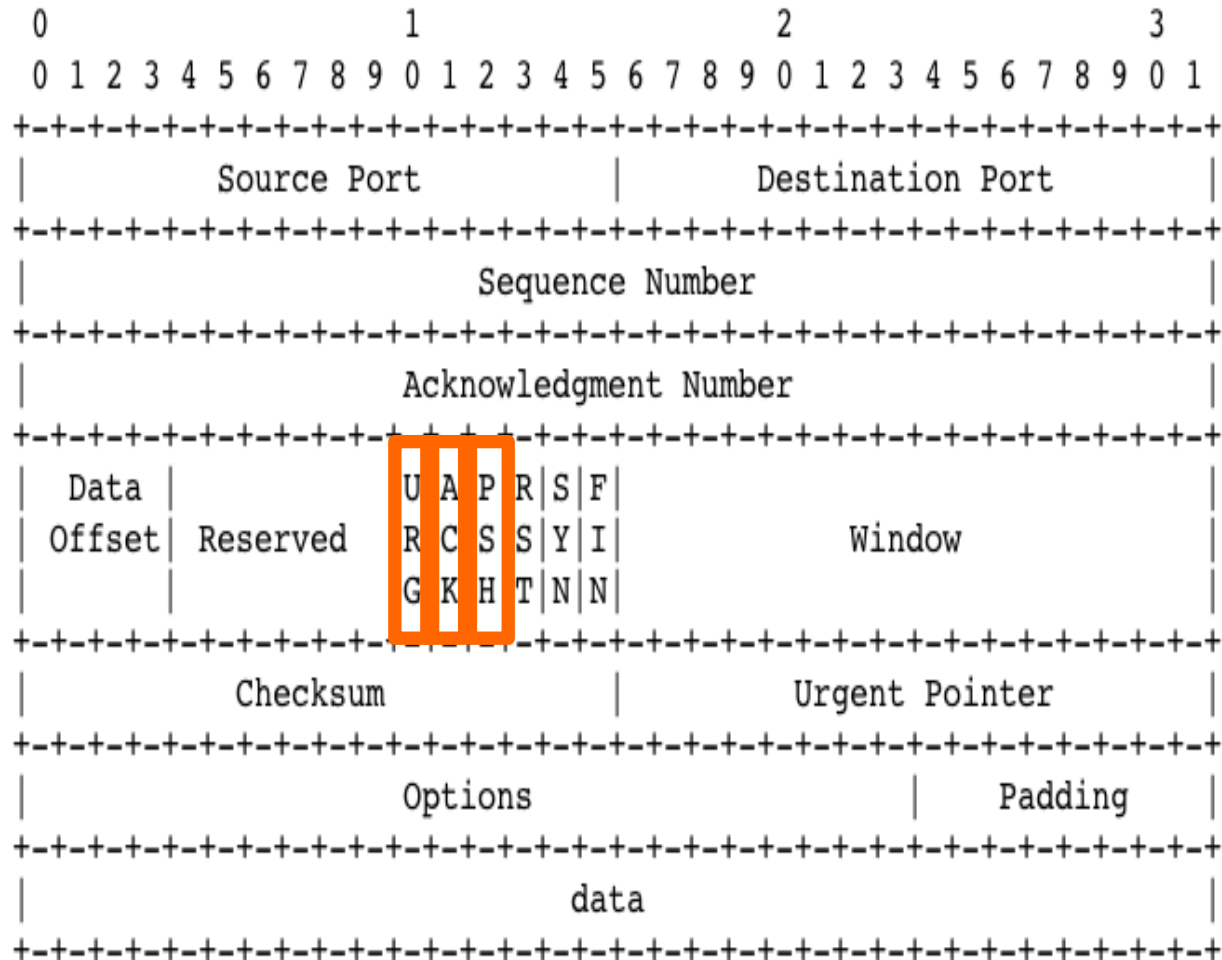 0                   1                   2                   3
0 1 2 3 4 5 6 7 8 9 0 1 2 3 4 5 6 7 8 9 0 1 2 3 4 5 6 7 8 9 0 1
+-+-+-+-+-+-+-+-+-+-+-+-+-+-+-+-+-+-+-+-+-+-+-+-+-+-+-+-+-+-+-+-+
|          Source Port          |       Destination Port        |
+-+-+-+-+-+-+-+-+-+-+-+-+-+-+-+-+-+-+-+-+-+-+-+-+-+-+-+-+-+-+-+-+
|                        Sequence Number                        |
+-+-+-+-+-+-+-+-+-+-+-+-+-+-+-+-+-+-+-+-+-+-+-+-+-+-+-+-+-+-+-+-+
|                    Acknowledgment Number                      |
+-+-+-+-+-+-+-+-+-+-+-+-+-+-+-+-+-+-+-+-+-+-+-+-+-+-+-+-+-+-+-+-+
|  Data |           |U|A|P|R|S|F|                               |
| Offset| Reserved  |R|C|S|S|Y|I|            Window             |
|       |           |G|K|H|T|N|N|                               |
+-+-+-+-+-+-+-+-+-+-+-+-+-+-+-+-+-+-+-+-+-+-+-+-+-+-+-+-+-+-+-+-+
|           Checksum            |         Urgent Pointer        |
+-+-+-+-+-+-+-+-+-+-+-+-+-+-+-+-+-+-+-+-+-+-+-+-+-+-+-+-+-+-+-+-+
|                    Options                    |    Padding    |
+-+-+-+-+-+-+-+-+-+-+-+-+-+-+-+-+-+-+-+-+-+-+-+-+-+-+-+-+-+-+-+-+
|                             data                              |
+-+-+-+-+-+-+-+-+-+-+-+-+-+-+-+-+-+-+-+-+-+-+-+-+-+-+-+-+-+-+-+-+